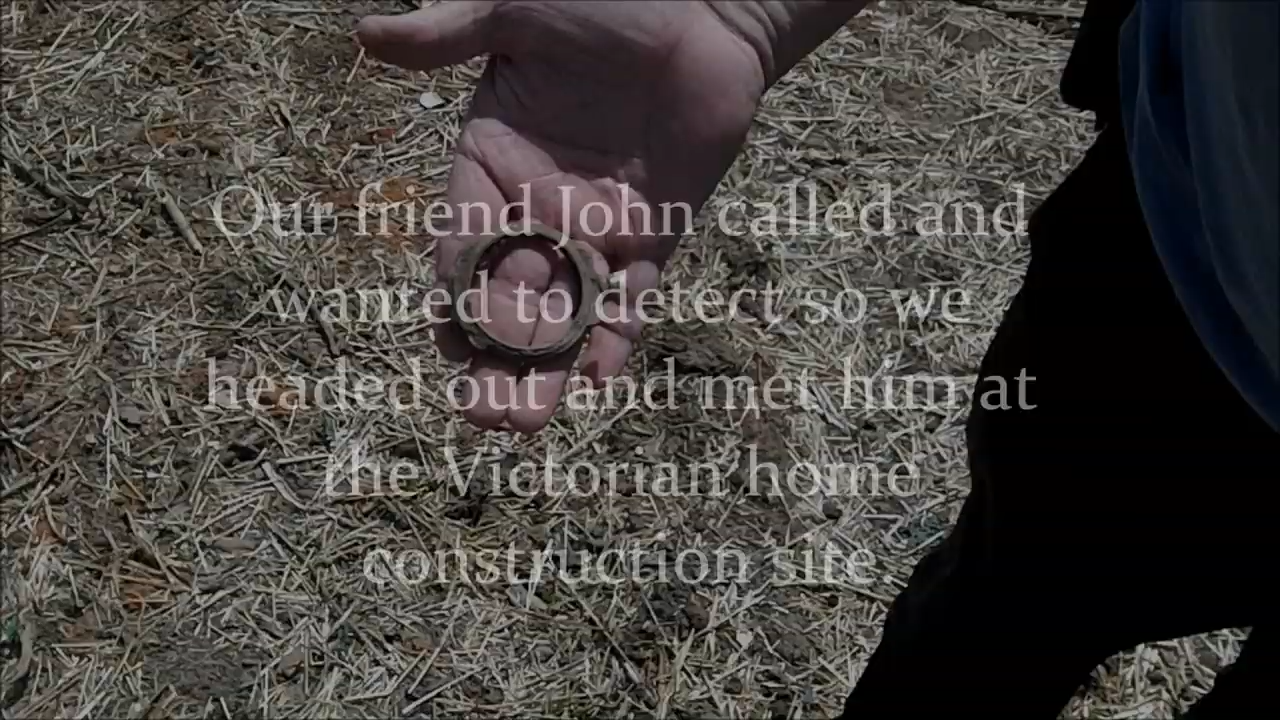 Our friend John called and
wanted to detect so we
headed out and met him at
the Victorian home
construction site.